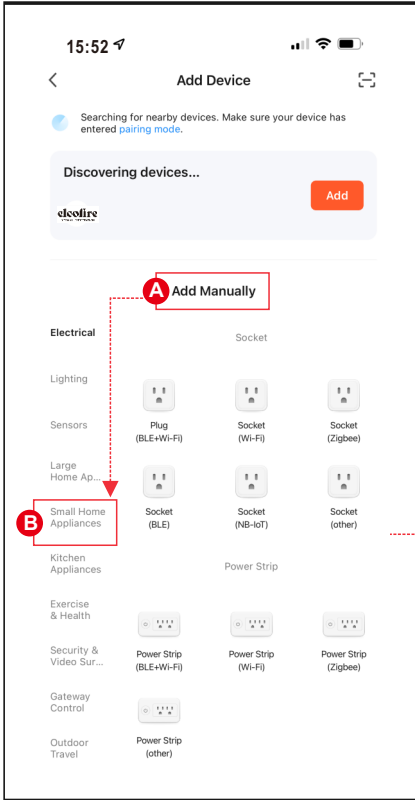 15:52
Add Device
Searching for nearby devices. Make sure your device has
entered pairing mode.
Discovering devices...
Add
elcofire
A
Add Manually
Electrical
Lighting
Sensors
Large
Home Ap...
B
Small Home
Appliances
Kitchen
Appliances
Exercise
& Health
Security &
Video Sur...
Gateway
Control
Outdoor
Travel
Socket
Plug
(BLE+Wi-Fi)
Socket
(Wi-Fi)
Socket
(Zigbee)
Socket
(BLE)
Socket
(NB-IoT)
Socket
(other)
Power Strip
Power Strip
(BLE+Wi-Fi)
Power Strip
(Wi-Fi)
Power Strip
(Zigbee)
Power Strip
(other)